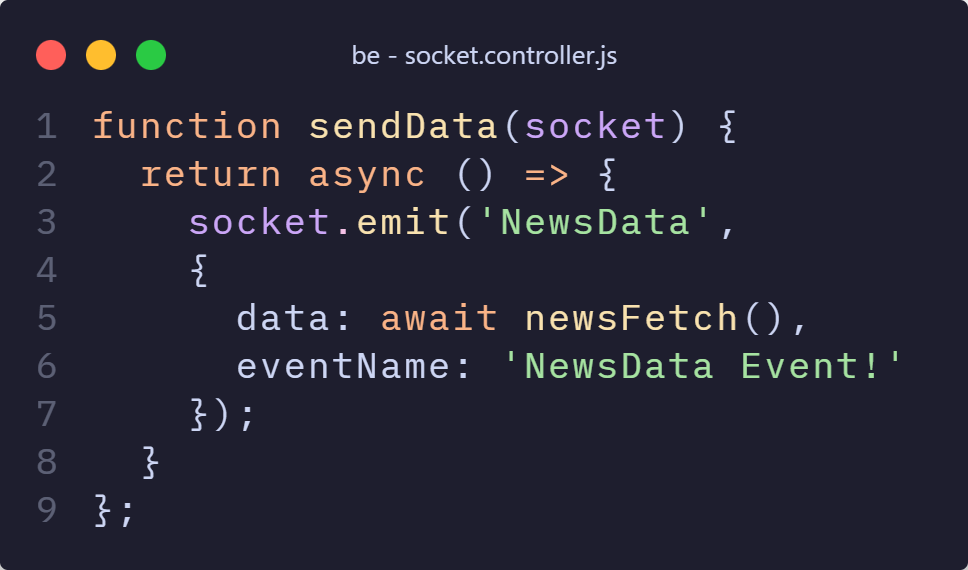 be - socket.controller.js
1 function sendData(socket) {
2   return async () => {
3     socket.emit('NewsData',
4     {
5       data: await newsFetch(),
6       eventName: 'NewsData Event!'
7     });
8   }
9 };